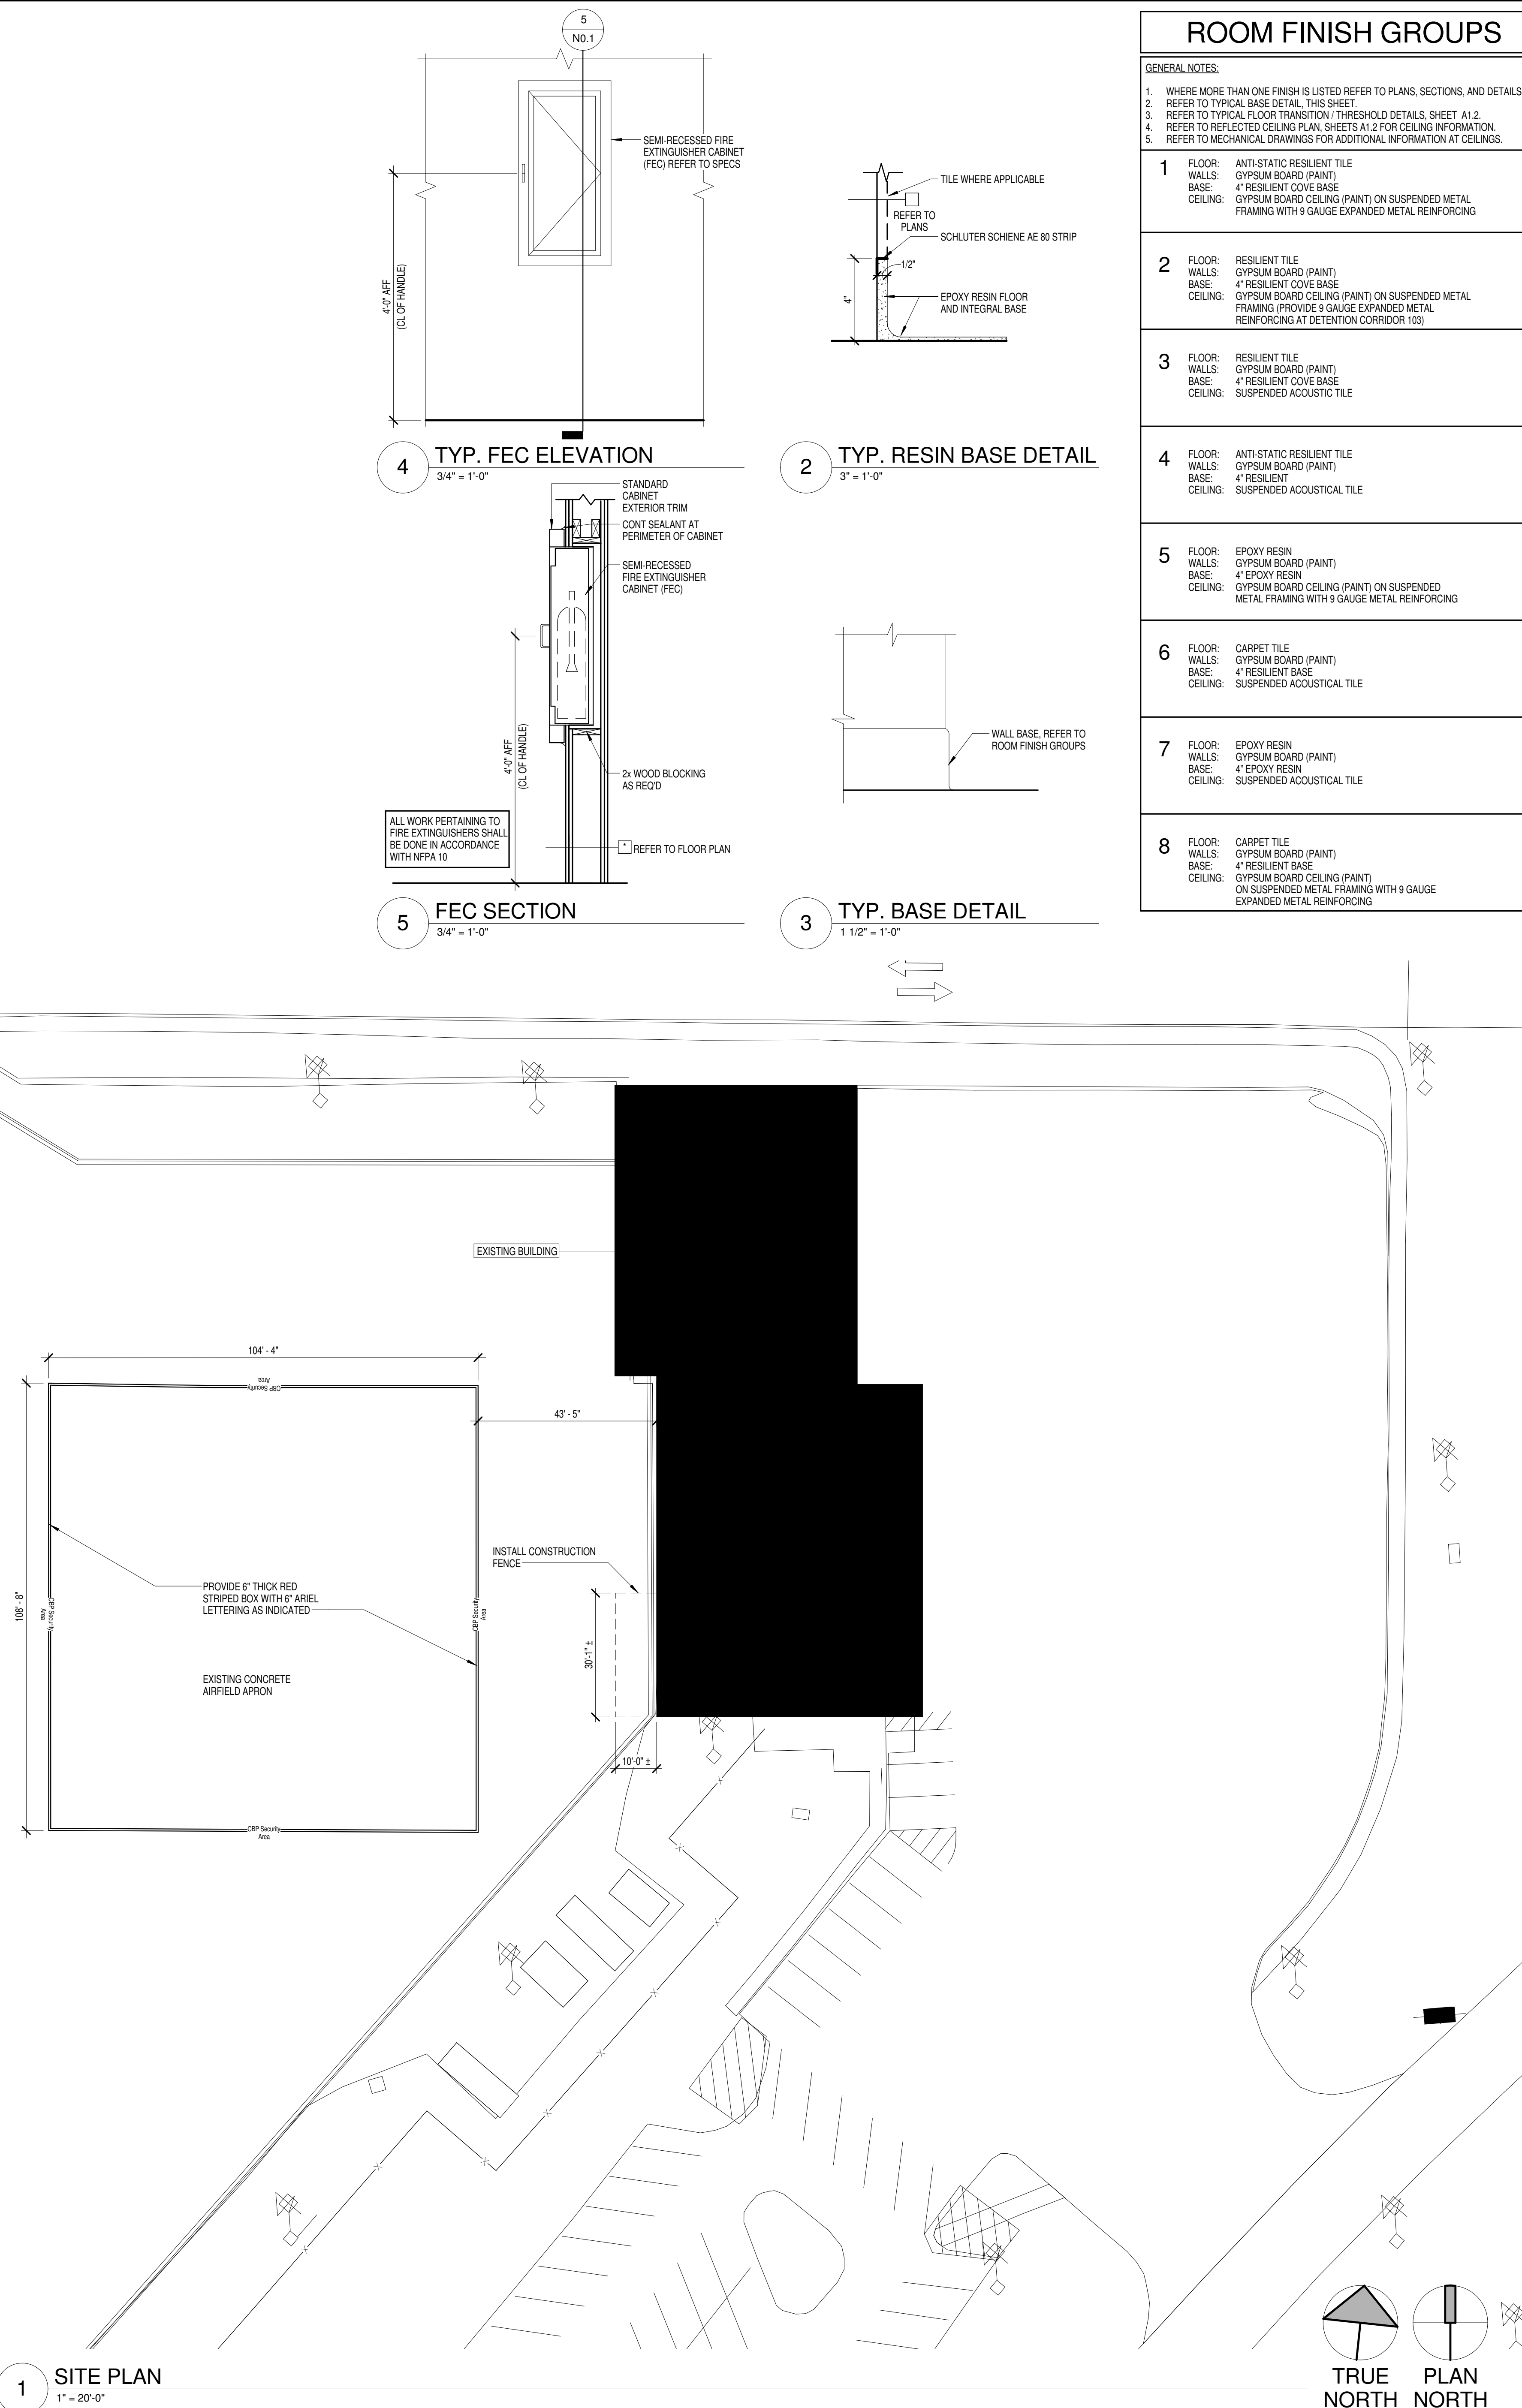 5
N0.1
SEMI-RECESSED FIRE
EXTINGUISHER CABINET
(FEC) REFER TO SPECS
4'-0" AFF
(CL OF HANDLE)
4
TYP. FEC ELEVATION
3/4" = 1'-0"
TILE WHERE APPLICABLE
REFER TO
PLANS
SCHLUTER SCHIENE AE 80 STRIP
1/2"
4"
EPOXY RESIN FLOOR
AND INTEGRAL BASE
2
TYP. RESIN BASE DETAIL
3" = 1'-0"
STANDARD
CABINET
EXTERIOR TRIM
CONT SEALANT AT
PERIMETER OF CABINET
SEMI-RECESSED
FIRE EXTINGUISHER
CABINET (FEC)
4'-0" AFF
(CL OF HANDLE)
2x WOOD BLOCKING
AS REQ'D
ALL WORK PERTAINING TO
FIRE EXTINGUISHERS SHALL
BE DONE IN ACCORDANCE
WITH NFPA 10
* REFER TO FLOOR PLAN
5
FEC SECTION
3/4" = 1'-0"
WALL BASE, REFER TO
ROOM FINISH GROUPS
3
TYP. BASE DETAIL
1 1/2" = 1'-0"
ROOM FINISH GROUPS
GENERAL NOTES:
1. WHERE MORE THAN ONE FINISH IS LISTED REFER TO PLANS, SECTIONS, AND DETAILS
2. REFER TO TYPICAL BASE DETAIL, THIS SHEET.
3. REFER TO TYPICAL FLOOR TRANSITION / THRESHOLD DETAILS, SHEET A1.2.
4. REFER TO REFLECTED CEILING PLAN, SHEETS A1.2 FOR CEILING INFORMATION.
5. REFER TO MECHANICAL DRAWINGS FOR ADDITIONAL INFORMATION AT CEILINGS.
1 FLOOR: ANTI-STATIC RESILIENT TILE
WALLS: GYPSUM BOARD (PAINT)
BASE: 4" RESILIENT COVE BASE
CEILING: GYPSUM BOARD CEILING (PAINT) ON SUSPENDED METAL
FRAMING WITH 9 GAUGE EXPANDED METAL REINFORCING
2 FLOOR: RESILIENT TILE
WALLS: GYPSUM BOARD (PAINT)
BASE: 4" RESILIENT COVE BASE
CEILING: GYPSUM BOARD CEILING (PAINT) ON SUSPENDED METAL
FRAMING (PROVIDE 9 GAUGE EXPANDED METAL
REINFORCING AT DETENTION CORRIDOR 103)
3 FLOOR: RESILIENT TILE
WALLS: GYPSUM BOARD (PAINT)
BASE: 4" RESILIENT COVE BASE
CEILING: SUSPENDED ACOUSTIC TILE
4 FLOOR: ANTI-STATIC RESILIENT TILE
WALLS: GYPSUM BOARD (PAINT)
BASE: 4" RESILIENT
CEILING: SUSPENDED ACOUSTICAL TILE
5 FLOOR: EPOXY RESIN
WALLS: GYPSUM BOARD (PAINT)
BASE: 4" EPOXY RESIN
CEILING: GYPSUM BOARD CEILING (PAINT) ON SUSPENDED
METAL FRAMING WITH 9 GAUGE METAL REINFORCING
6 FLOOR: CARPET TILE
WALLS: GYPSUM BOARD (PAINT)
BASE: 4" RESILIENT BASE
CEILING: SUSPENDED ACOUSTICAL TILE
7 FLOOR: EPOXY RESIN
WALLS: GYPSUM BOARD (PAINT)
BASE: 4" EPOXY RESIN
CEILING: SUSPENDED ACOUSTICAL TILE
8 FLOOR: CARPET TILE
WALLS: GYPSUM BOARD (PAINT)
BASE: 4" RESILIENT BASE
CEILING: GYPSUM BOARD CEILING (PAINT)
ON SUSPENDED METAL FRAMING WITH 9 GAUGE
EXPANDED METAL REINFORCING
EXISTING BUILDING
104' - 4"
CBP Security
Area
43' - 5"
108' - 8"
CBP Security
Area
PROVIDE 6" THICK RED
STRIPED BOX WITH 6" ARIEL
LETTERING AS INDICATED
CBP Security
Area
EXISTING CONCRETE
AIRFIELD APRON
CBP Security
Area
INSTALL CONSTRUCTION
FENCE
30'-1" ±
10'-0" ±
1
SITE PLAN
1" = 20'-0"
TRUE
NORTH
PLAN
NORTH